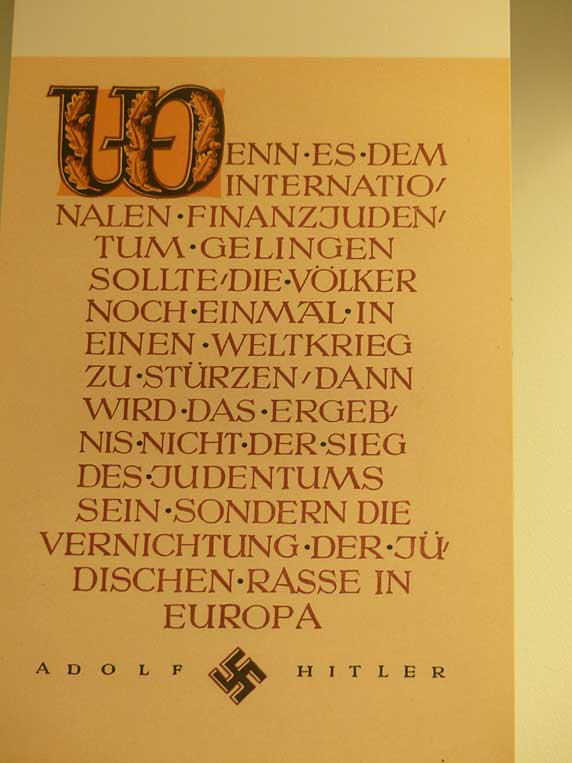 WENN·ES·DEM
INTERNATIO/
NALEN·FINANZJUDEN/
TUM·GELINGEN
SOLLTE/DIE·VÖLKER
NOCH·EINMAL·IN
EINEN·WELTKRIEG
ZU·STÜRZEN/DANN
WIRD·DAS·ERGEB/
NIS·NICHT·DER·SIEG
DES·JUDENTUMS
SEIN·SONDERN DIE
VERNICHTUNG·DER·JÜ/
DISCHEN·RASSE IN
EUROPA
ADOLF HITLER